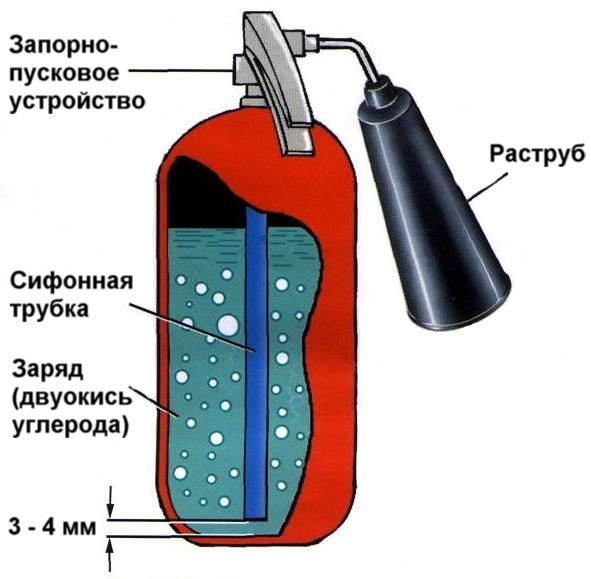 Запорно-
пусковое
устройство
Раструб
Сифонная
трубка
Заряд
(двуокись
углерода)
3 - 4 мм